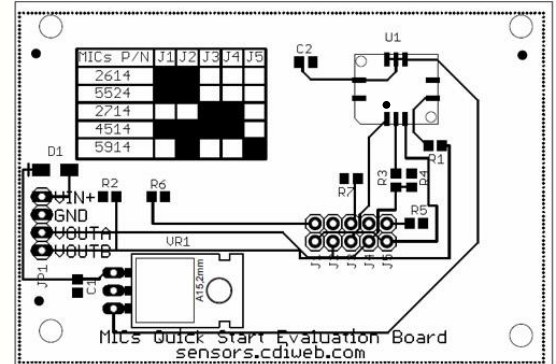 U1
C2
MICs P/N J1 J2 J3 J4 J5
2614
5524
2714
4514
5914
D1
R1
R2
R6
R7
R3
R4
VIN+
GND
VOUTA
VOUTB
R5
JP1
VR1
J1
J2
J3
J4
J5
C1
A15,2mm
MICs Quick Start Evaluation Board
sensors.cdiweb.com